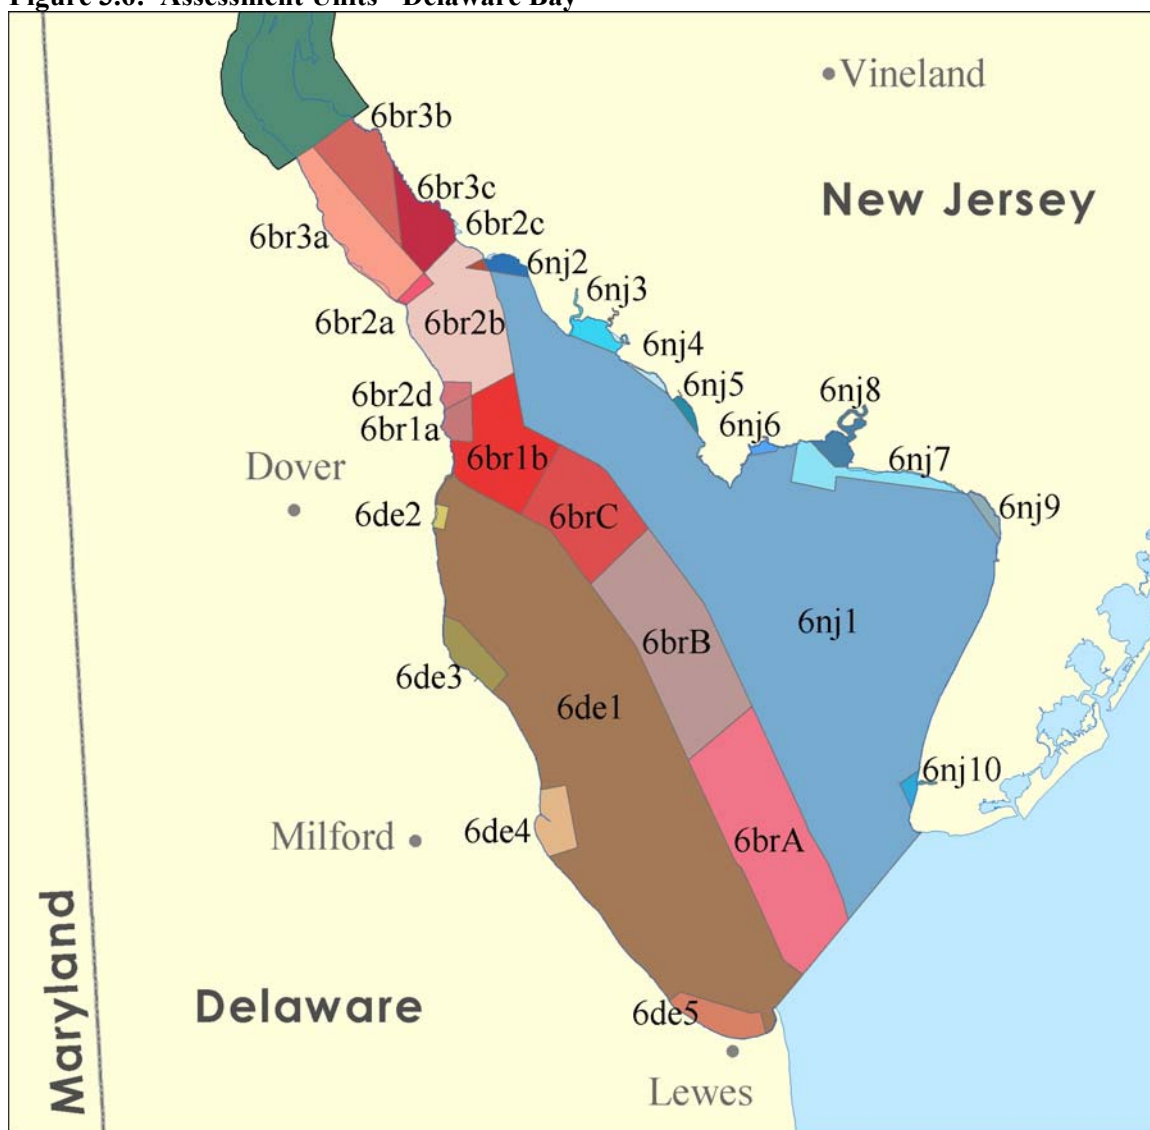 Figure 3.6: Assessment Units - Delaware Bay
Vineland
6br3b
New Jersey
6br3c
6br2c
6br3a
6nj2
6nj3
6br2a
6br2b
6nj4
6nj5
6nj8
6br2d
6br1a
6nj6
6br1b
6nj7
Dover
6nj9
6de2
6brC
6nj1
6brB
6de3
6de1
6nj10
Milford
6de4
6brA
Maryland
Delaware
6de5
Lewes